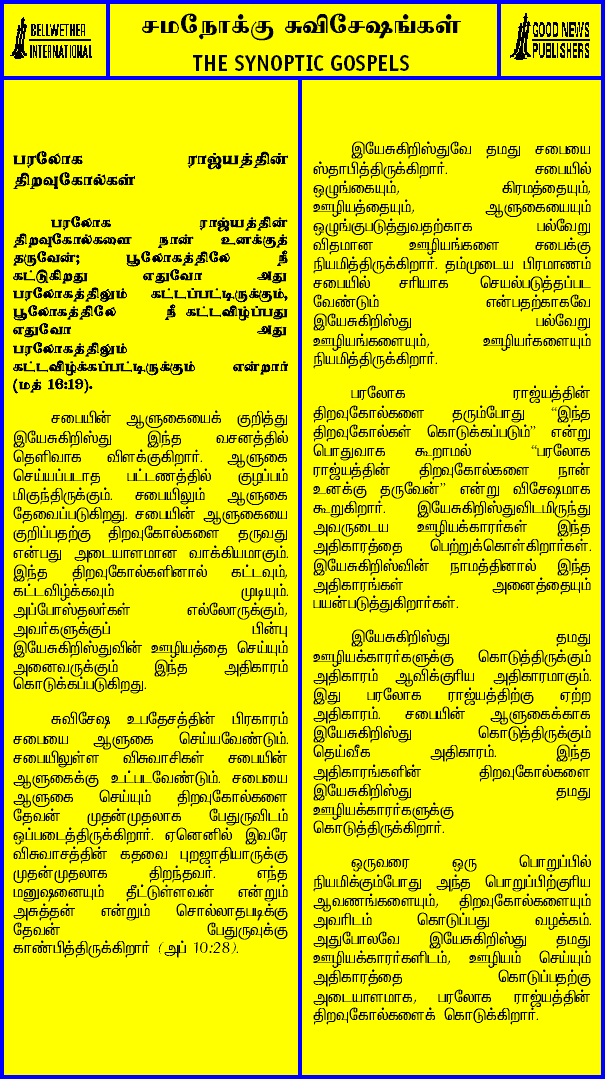 BELLWETHER
INTERNATIONAL
சமநோக்கு சுவிசேஷங்கள்
THE SYNOPTIC GOSPELS
GOOD NEWS
PUBLISHERS
பரலோக ராஜ்யத்தின்
திறவுகோல்கள்
பரலோக ராஜ்யத்தின்
திறவுகோல்களை நான் உனக்குத்
தருவேன்; பூலோகத்திலே நீ
கட்டுகிறது எதுவோ அது
பரலோகத்திலும் கட்டப்பட்டிருக்கும்,
பூலோகத்திலே நீ கட்டவிழ்ப்பது
எதுவோ அது
பரலோகத்திலும்
கட்டவிழ்க்கப்பட்டிருக்கும் என்றார்
(மத் 16:19).
சபையின் ஆளுகையைக் குறித்து
இயேசுகிறிஸ்து இந்த வசனத்தில்
தெளிவாக விளக்குகிறார். ஆளுகை
செய்யப்படாத பட்டணத்தில் குழப்பம்
மிகுந்திருக்கும். சபையிலும் ஆளுகை
தேவைப்படுகிறது. சபையின் ஆளுகையை
குறிப்பதற்கு திறவுகோல்களை தருவது
என்பது அடையாளமான வாக்கியமாகும்.
இந்த திறவுகோல்களினால் கட்டவும்,
கட்டவிழ்க்கவும் முடியும்.
அப்போஸ்தலர்கள் எல்லோருக்கும்,
அவர்களுக்குப் பின்பு
இயேசுகிறிஸ்துவின் ஊழியத்தை செய்யும்
அனைவருக்கும் இந்த அதிகாரம்
கொடுக்கப்படுகிறது.
சுவிசேஷ உபதேசத்தின் பிரகாரம்
சபையை ஆளுகை செய்யவேண்டும்.
சபையிலுள்ள விசுவாசிகள் சபையின்
ஆளுகைக்கு உட்படவேண்டும். சபையை
ஆளுகை செய்யும் திறவுகோல்களை
தேவன் முதன்முதலாக பேதுருவிடம்
ஒப்படைத்திருக்கிறார். ஏனெனில் இவரே
விசுவாசத்தின் கதவை புறஜாதியாருக்கு
முதன்முதலாக திறந்தவர். எந்த
மனுஷனையும் தீட்டுள்ளவன் என்றும்
அசுத்தன் என்றும் சொல்லாதபடிக்கு
தேவன் பேதுருவுக்கு
காண்பித்திருக்கிறார் (அப் 10:28).
இயேசுகிறிஸ்துவே தமது சபையை
ஸ்தாபித்திருக்கிறார். சபையில்
ஒழுங்கையும், கிரமத்தையும்,
ஊழியத்தையும், ஆளுகையையும்
ஒழுங்குபடுத்துவதற்காக பல்வேறு
விதமான ஊழியங்களை சபைக்கு
நியமித்திருக்கிறார். தம்முடைய பிரமாணம்
சபையில் சரியாக செயல்படுத்தப்பட
வேண்டும் என்பதற்காகவே
இயேசுகிறிஸ்து பல்வேறு
ஊழியங்களையும், ஊழியர்களையும்
நியமித்திருக்கிறார்.
பரலோக ராஜ்யத்தின்
திறவுகோல்களை தரும்போது “இந்த
திறவுகோல்கள் கொடுக்கப்படும்” என்று
பொதுவாக கூறாமல் “பரலோக
ராஜ்யத்தின் திறவுகோல்களை நான்
உனக்கு தருவேன்” என்று விசேஷமாக
கூறுகிறார். இயேசுகிறிஸ்துவிடமிருந்து
அவருடைய ஊழியக்காரர்கள் இந்த
அதிகாரத்தை பெற்றுக்கொள்கிறார்கள்.
இயேசுகிறிஸ்வின் நாமத்தினால் இந்த
அதிகாரங்கள் அனைத்தையும்
பயன்படுத்துகிறார்கள்.
இயேசுகிறிஸ்து தமது
ஊழியக்காரர்களுக்கு கொடுத்திருக்கும்
அதிகாரம் ஆவிக்குரிய அதிகாரமாகும்.
இது பரலோக ராஜ்யத்திற்கு ஏற்ற
அதிகாரம். சபையின் ஆளுகைக்காக
இயேசுகிறிஸ்து கொடுத்திருக்கும்
தெய்வீக அதிகாரம். இந்த
அதிகாரங்களின் திறவுகோல்களை
இயேசுகிறிஸ்து தமது
ஊழியக்காரர்களுக்கு
கொடுத்திருக்கிறார்.
ஒருவரை ஒரு பொறுப்பில்
நியமிக்கும்போது அந்த பொறுப்பிற்குரிய
ஆவணங்களையும், திறவுகோல்களையும்
அவரிடம் கொடுப்பது வழக்கம்.
அதுபோலவே இயேசுகிறிஸ்து தமது
ஊழியக்காரர்களிடம், ஊழியம் செய்யும்
அதிகாரத்தை கொடுப்பதற்கு
அடையாளமாக, பரலோக ராஜ்யத்தின்
திறவுகோல்களைக் கொடுக்கிறார்.